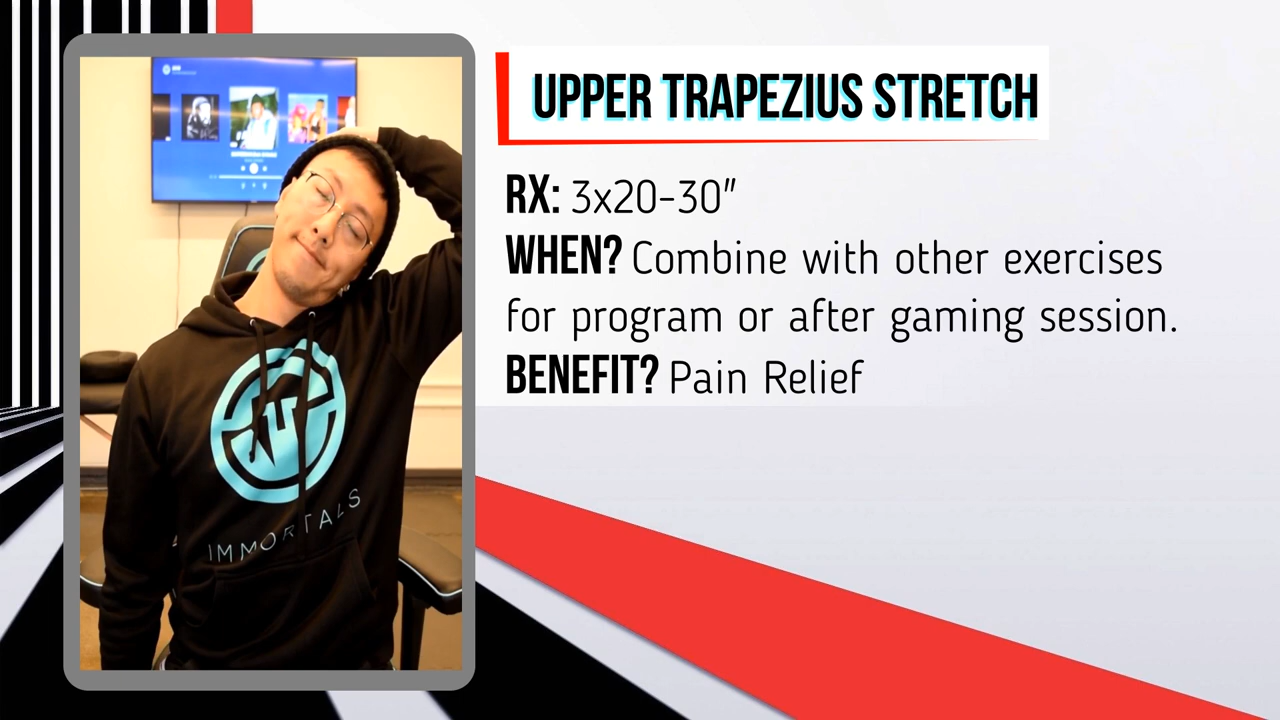 UPPER TRAPEZIUS STRETCH
RX: 3x20-30"
WHEN? Combine with other exercises
for program or after gaming session.
BENEFIT? Pain Relief
IMMORTALS